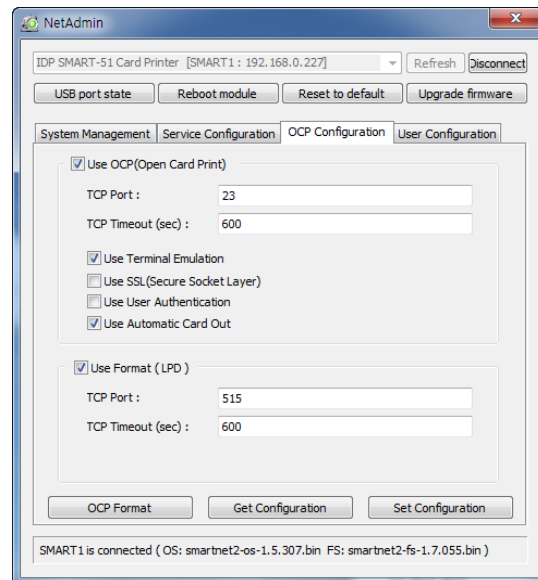 NetAdmin
IDP SMART-51 Card Printer [SMART1 : 192.168.0.227] Refresh Disconnect
USB port state Reboot module Reset to default Upgrade firmware
System Management Service Configuration OCP Configuration User Configuration
Use OCP(Open Card Print)
TCP Port : 23
TCP Timeout (sec) : 600
Use Terminal Emulation
Use SSL(Secure Socket Layer)
Use User Authentication
Use Automatic Card Out
Use Format ( LPD )
TCP Port : 515
TCP Timeout (sec) : 600
OCP Format Get Configuration Set Configuration
SMART1 is connected ( OS: smartnet2-os-1.5.307.bin FS: smartnet2-fs-1.7.055.bin )